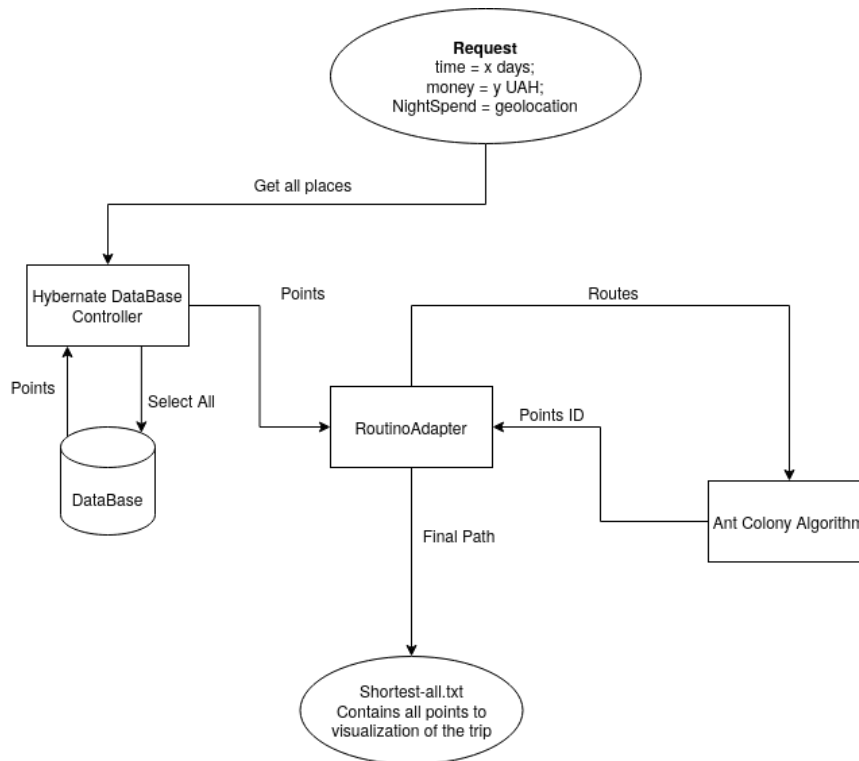 Request
time = x days;
money = y UAH;
NightSpend = geolocation
Get all places
Hybernate DataBase
Controller
Points
Routes
Points
Select All
RoutinoAdapter
Points ID
DataBase
Ant Colony Algorithm
Final Path
Shortest-all.txt
Contains all points to
visualization of the trip